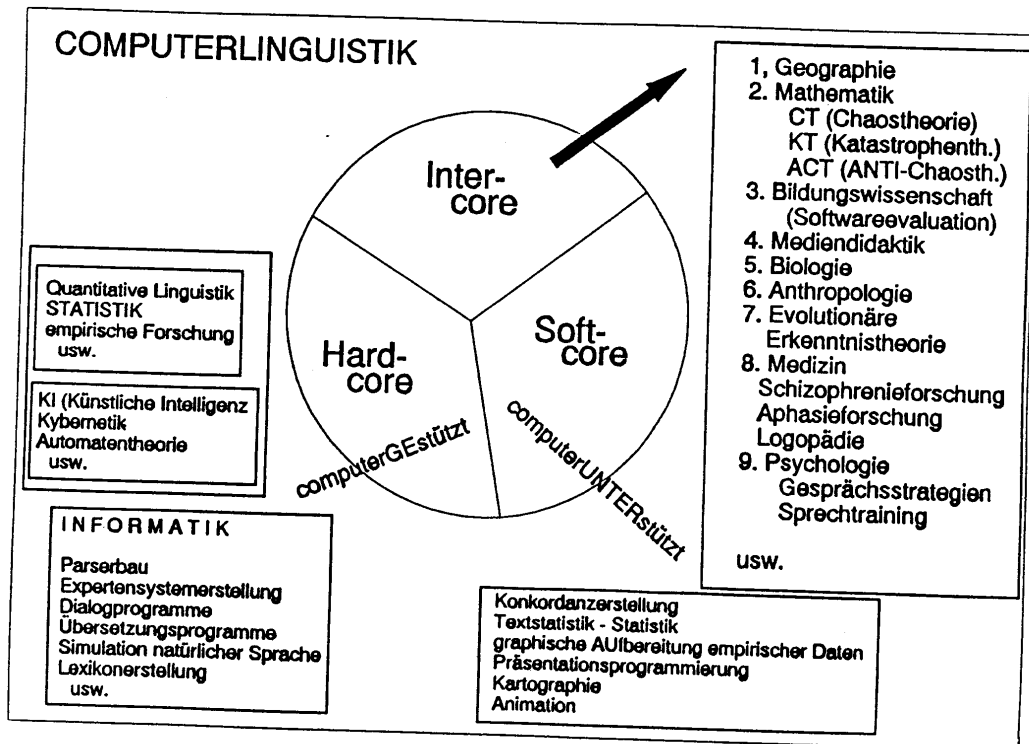 COMPUTERLINGUISTIK
Inter-
core
Hard-
core
Soft-
core
computerGEstützt
computerUNTERstützt
Quantitative Linguistik
STATISTIK
empirische Forschung
usw.
KI (Künstliche Intelligenz
Kybernetik
Automatentheorie
usw.
INFORMATIK
Parserbau
Expertensystemerstellung
Dialogprogramme
Übersetzungsprogramme
Simulation natürlicher Sprache
Lexikonerstellung
usw.
Konkordanzerstellung
Textstatistik - Statistik
graphische AUfbereitung empirischer Daten
Präsentationsprogrammierung
Kartographie
Animation
1, Geographie
2. Mathematik
CT (Chaostheorie)
KT (Katastrophenth.)
ACT (ANTI-Chaosth.)
3. Bildungswissenschaft
(Softwareevaluation)
4. Mediendidaktik
5. Biologie
6. Anthropologie
7. Evolutionäre
Erkenntnistheorie
8. Medizin
Schizophrenieforschung
Aphasieforschung
Logopädie
9. Psychologie
Gesprächsstrategien
Sprechtraining
usw.